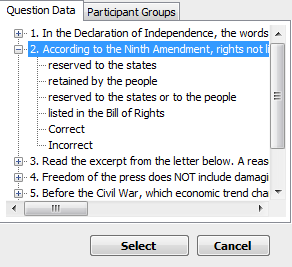 Question Data Participant Groups
1. In the Declaration of Independence, the words
2. According to the Ninth Amendment, rights not li
reserved to the states
retained by the people
reserved to the states or to the people
listed in the Bill of Rights
Correct
Incorrect
3. Read the excerpt from the letter below. A reas
4. Freedom of the press does NOT include damagi
5. Before the Civil War, which economic trend cha
Select Cancel